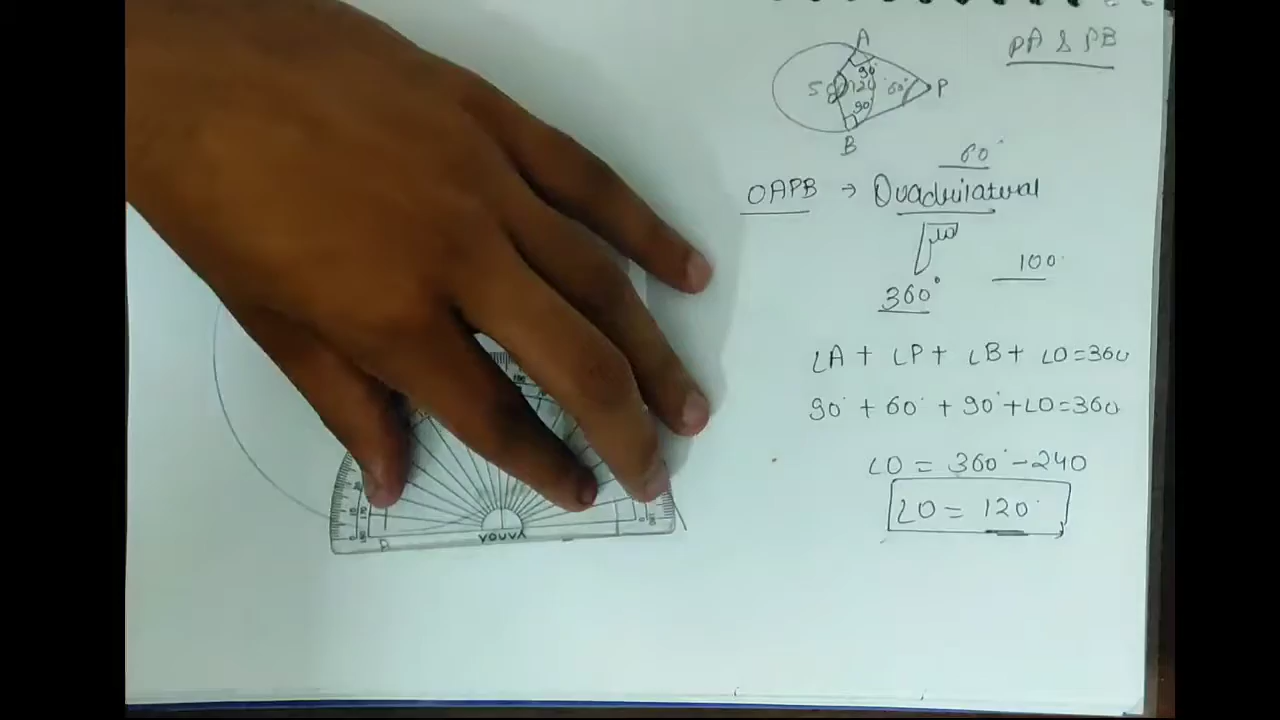 PA & PB
A
90°
5 120 60° P
90
B
60°
OAPB → Quadrilateral
100°
360°
∠A + ∠P + ∠B + ∠O = 360
90° + 60° + 90° + ∠O = 360
∠O = 360° - 240
∠O = 120°
B